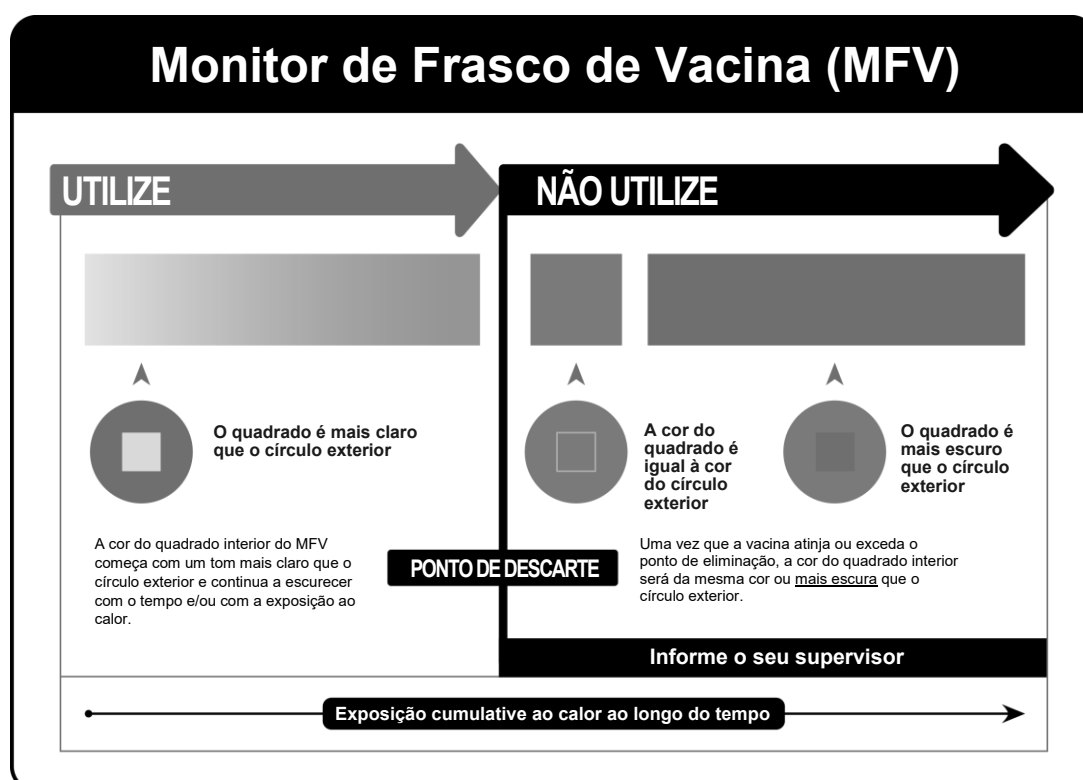 Monitor de Frasco de Vacina (MFV)
UTILIZE
NÃO UTILIZE
O quadrado é mais claro
que o círculo exterior
A cor do
quadrado é
igual à cor
do círculo
exterior
O quadrado é
mais escuro
que o círculo
exterior
A cor do quadrado interior do MFV
começa com um tom mais claro que o
círculo exterior e continua a escurecer
com o tempo e/ou com a exposição ao
calor.
PONTO DE DESCARTE
Uma vez que a vacina atinja ou exceda o
ponto de eliminação, a cor do quadrado interior
será da mesma cor ou mais escura que o
círculo exterior.
Informe o seu supervisor
Exposição cumulative ao calor ao longo do tempo